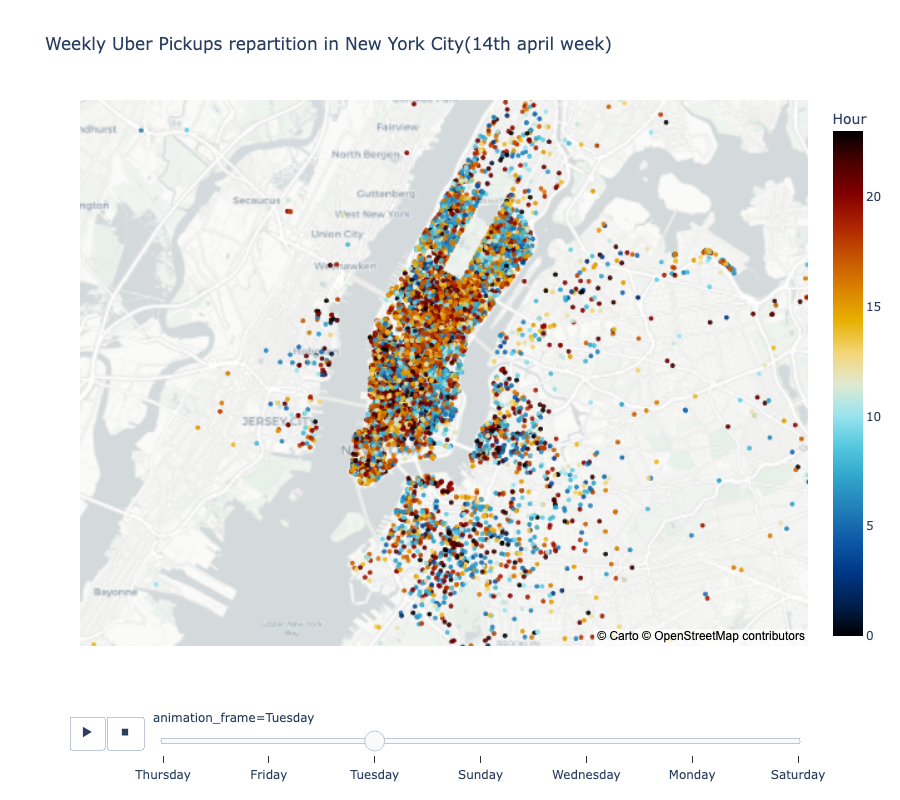 Weekly Uber Pickups repartition in New York City(14th april week)
Hour
Fairview
North Bergen
Guttenberg
Secaucus
West New York
Union City
Weehawken
Hoboken
JERSEY CITY
Bayonne
20
15
10
5
0
© Carto © OpenStreetMap contributors
animation_frame=Tuesday
Thursday
Friday
Tuesday
Sunday
Wednesday
Monday
Saturday